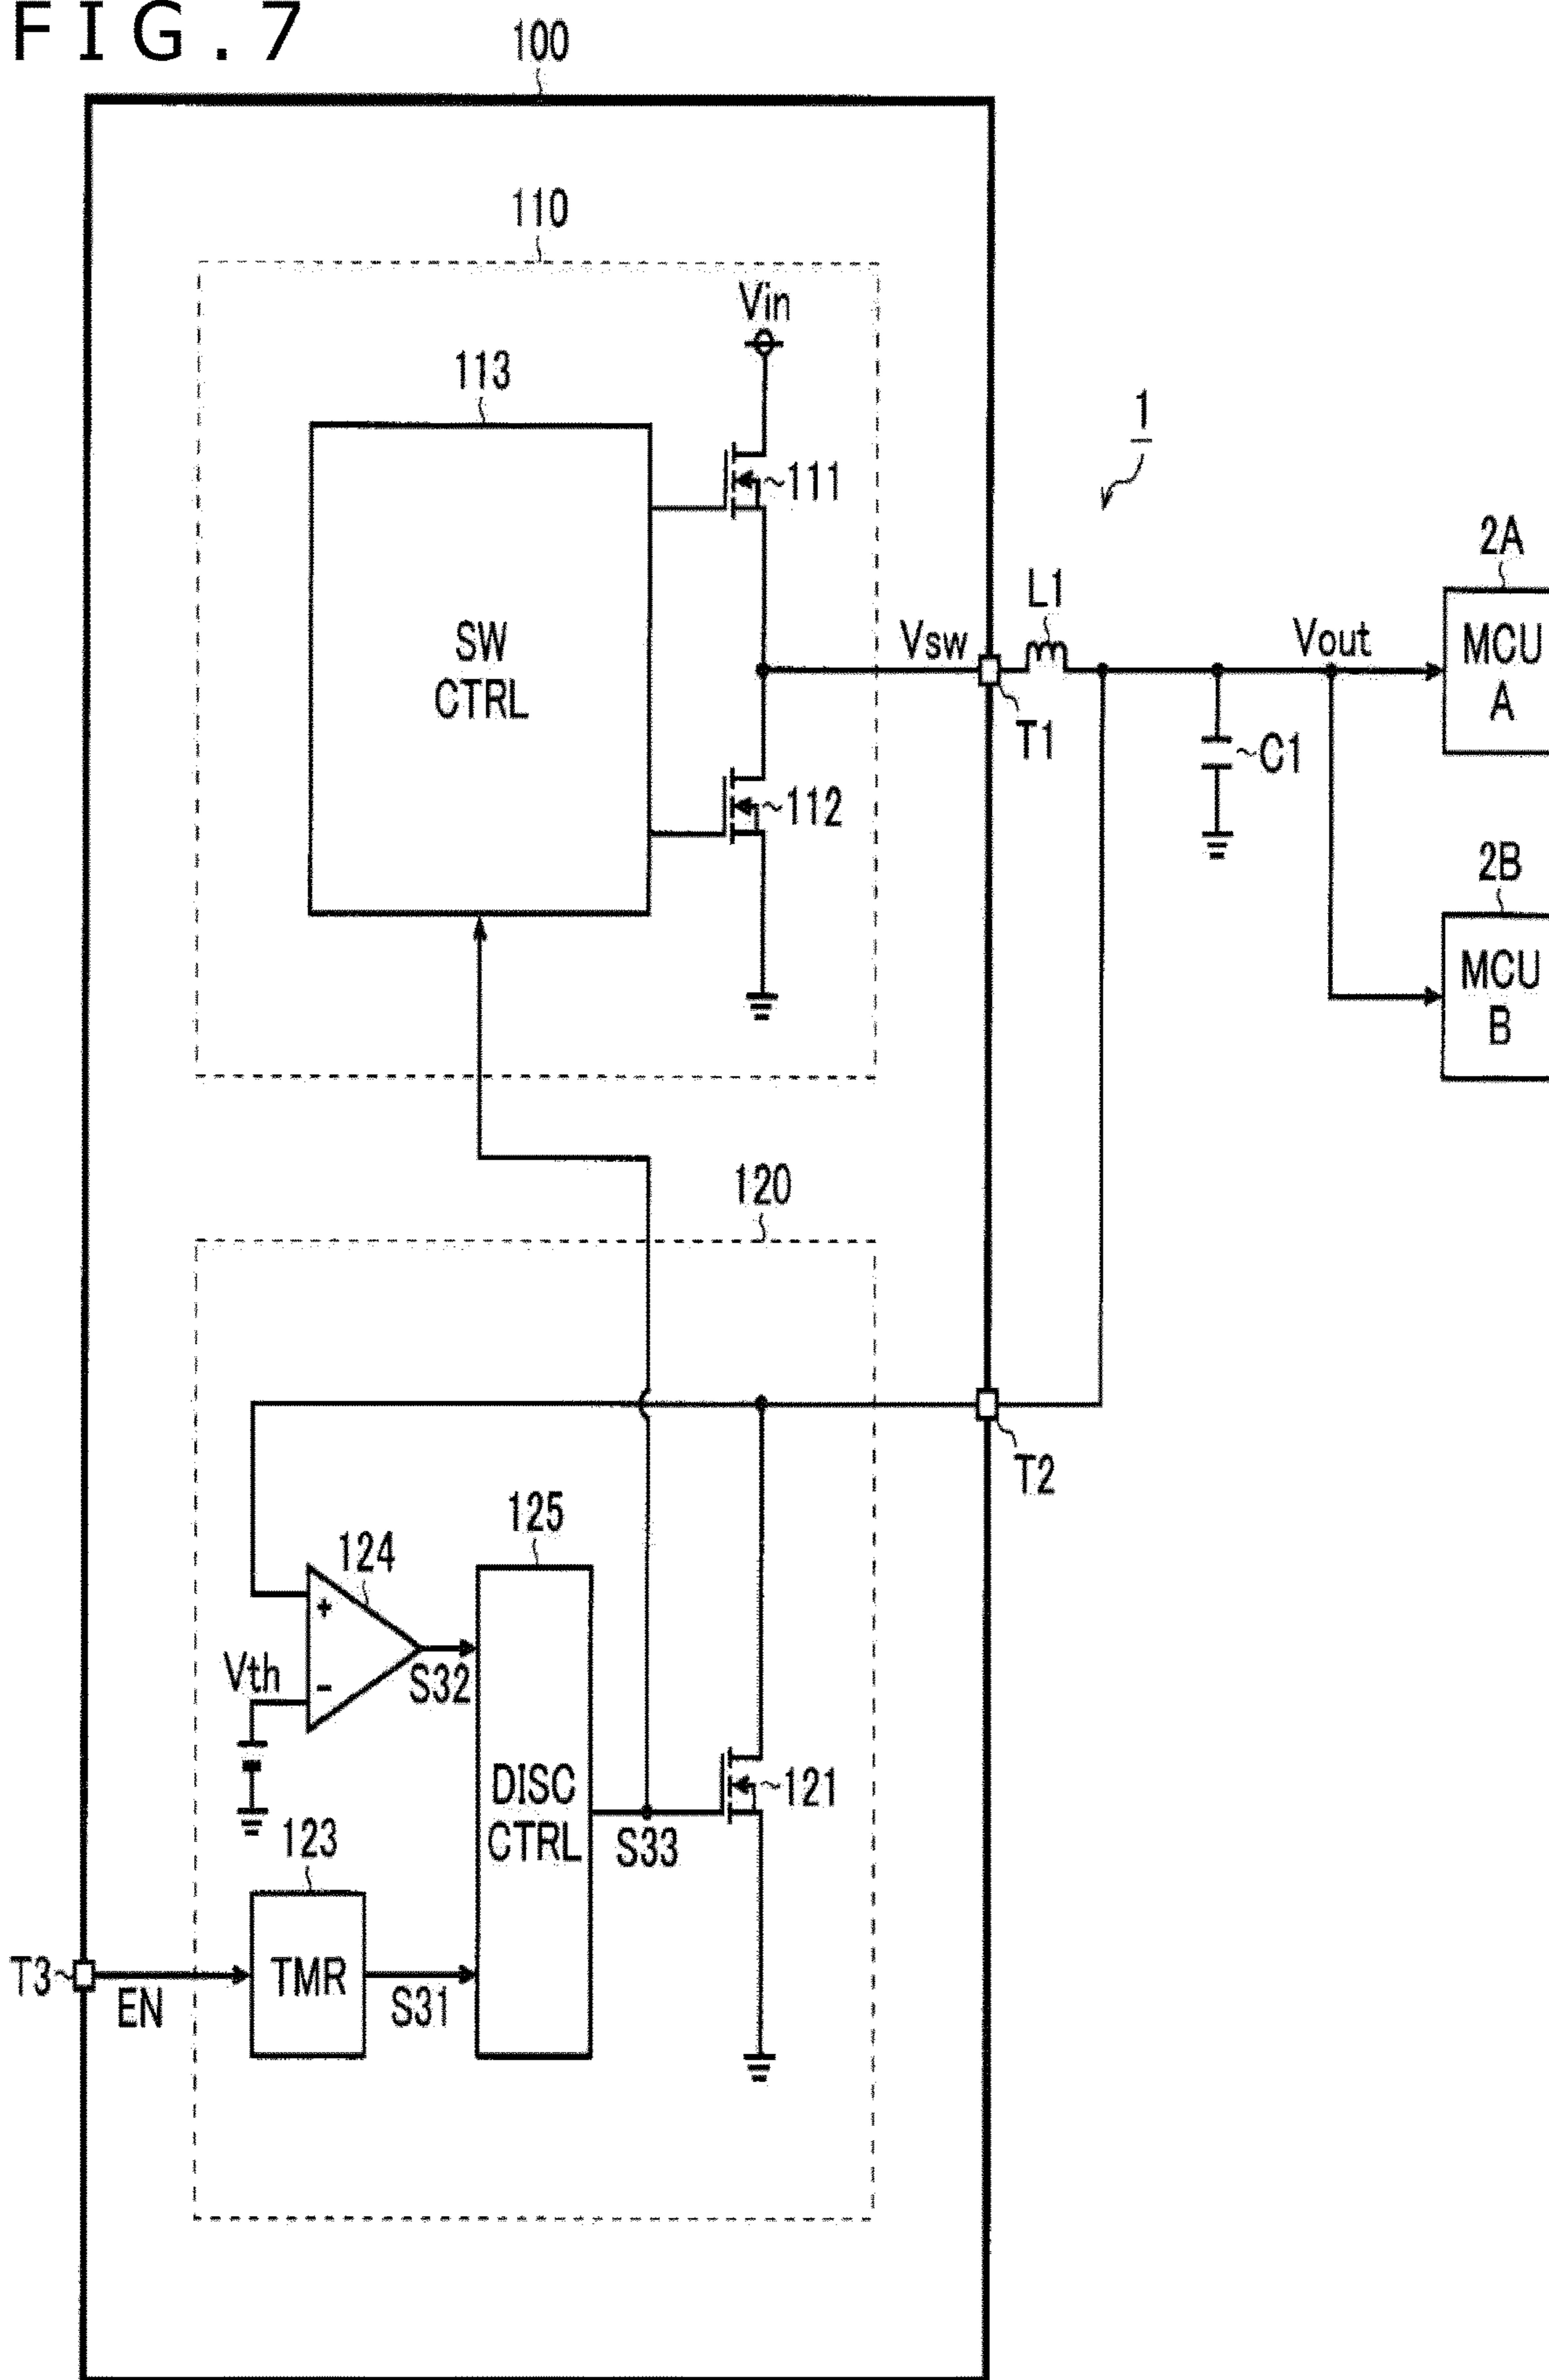 FIG.7
100
110
Vin
113
111
1
2A
SW
CTRL
Vsw
L1
Vout
MCU
A
T1
C1
112
2B
MCU
B
120
T2
125
124
+
Vth
-
S32
DISC
CTRL
121
123
S33
T3
EN
TMR
S31